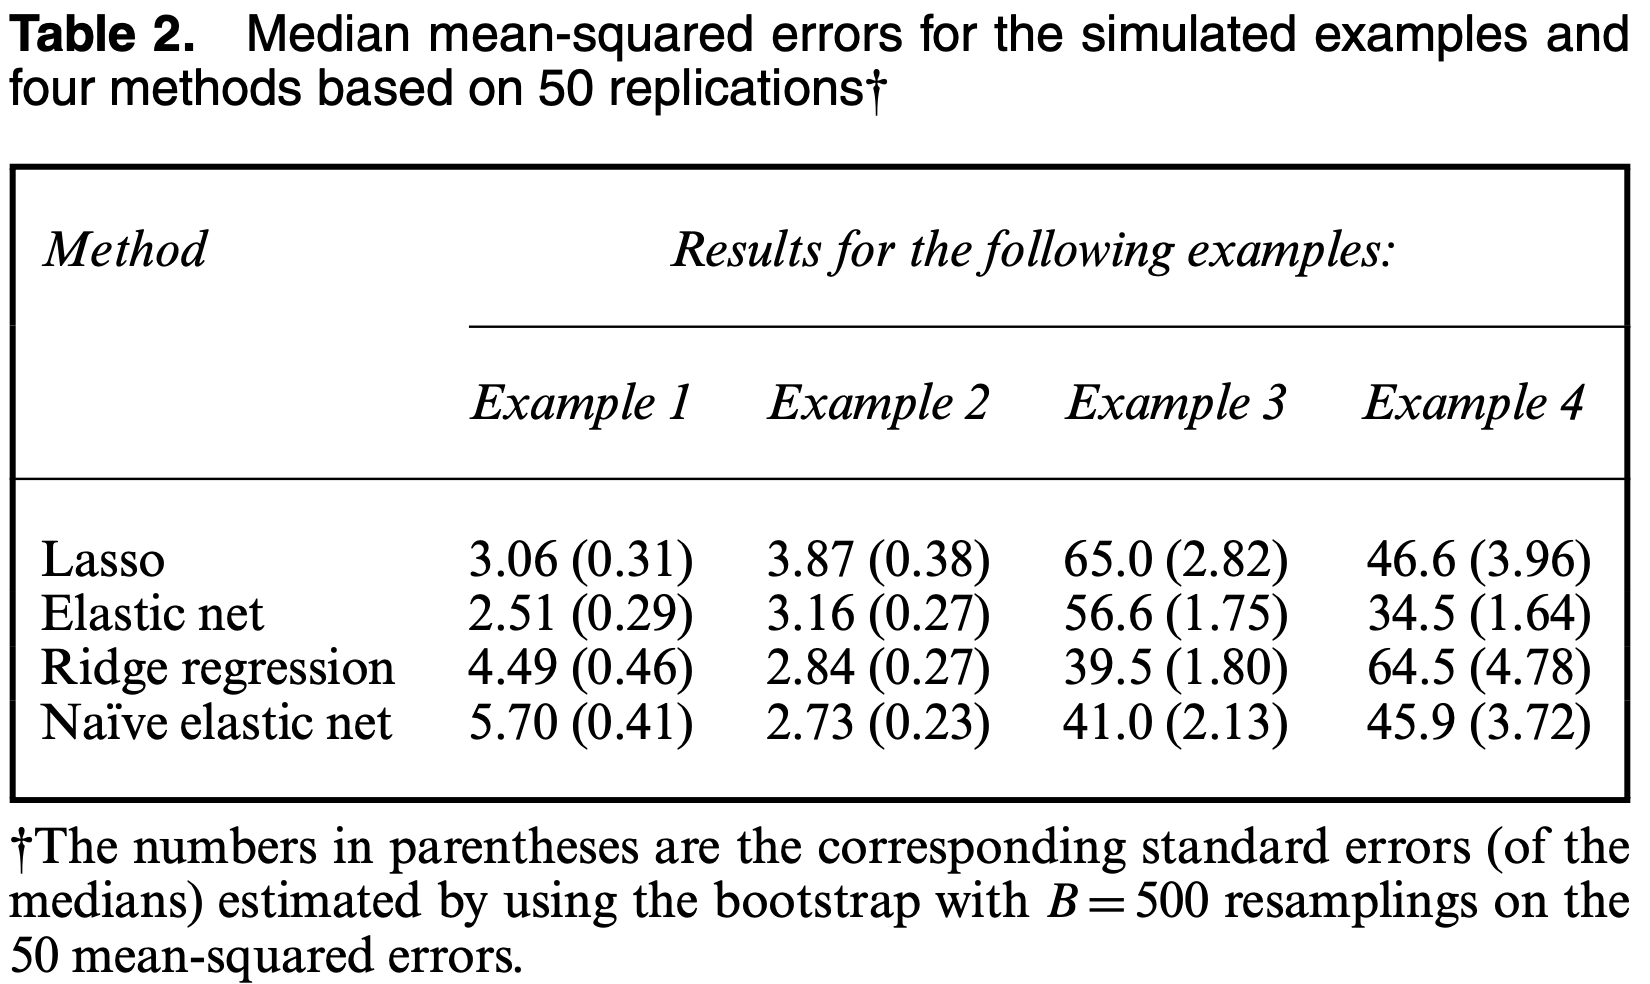 Table 2. Median mean-squared errors for the simulated examples and
four methods based on 50 replications†
Method Results for the following examples:
Example 1 Example 2 Example 3 Example 4
Lasso 3.06 (0.31) 3.87 (0.38) 65.0 (2.82) 46.6 (3.96)
Elastic net 2.51 (0.29) 3.16 (0.27) 56.6 (1.75) 34.5 (1.64)
Ridge regression 4.49 (0.46) 2.84 (0.27) 39.5 (1.80) 64.5 (4.78)
Naïve elastic net 5.70 (0.41) 2.73 (0.23) 41.0 (2.13) 45.9 (3.72)
†The numbers in parentheses are the corresponding standard errors (of the
medians) estimated by using the bootstrap with B = 500 resamplings on the
50 mean-squared errors.